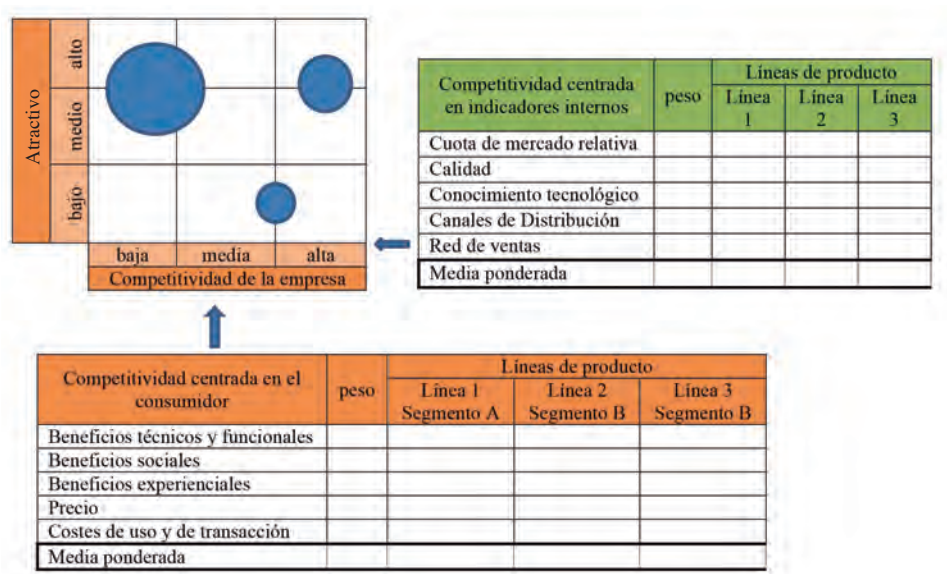 Atractivo
alto
medio
bajo
baja media alta
Competitividad de la empresa
Competitividad centrada
en indicadores internos
peso
Líneas de producto
Línea
1
Línea
2
Línea
3
Cuota de mercado relativa
Calidad
Conocimiento tecnológico
Canales de Distribución
Red de ventas
Media ponderada
Competitividad centrada en el
consumidor
peso
Líneas de producto
Línea 1
Segmento A
Línea 2
Segmento B
Línea 3
Segmento B
Beneficios técnicos y funcionales
Beneficios sociales
Beneficios experienciales
Precio
Costes de uso y de transacción
Media ponderada